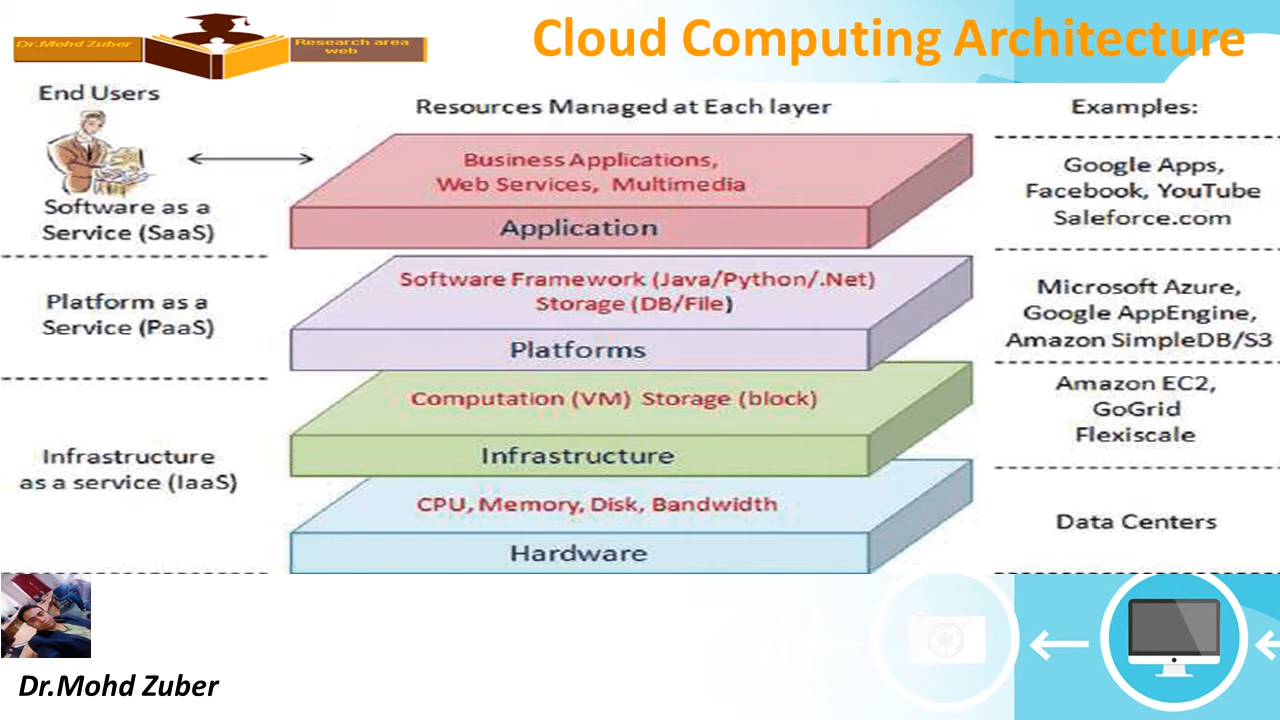 Dr.Mohd Zuber
Research area
web
Cloud Computing Architecture
End Users
Resources Managed at Each layer
Examples:
Business Applications,
Web Services, Multimedia
Application
Google Apps,
Facebook, YouTube
Saleforce.com
Software as a
Service (SaaS)
Software Framework (Java/Python/.Net)
Storage (DB/File)
Platforms
Platform as a
Service (PaaS)
Microsoft Azure,
Google AppEngine,
Amazon SimpleDB/S3
Computation (VM) Storage (block)
Infrastructure
Amazon EC2,
GoGrid
Flexiscale
Infrastructure
as a service (IaaS)
CPU, Memory, Disk, Bandwidth
Hardware
Data Centers
Dr.Mohd Zuber